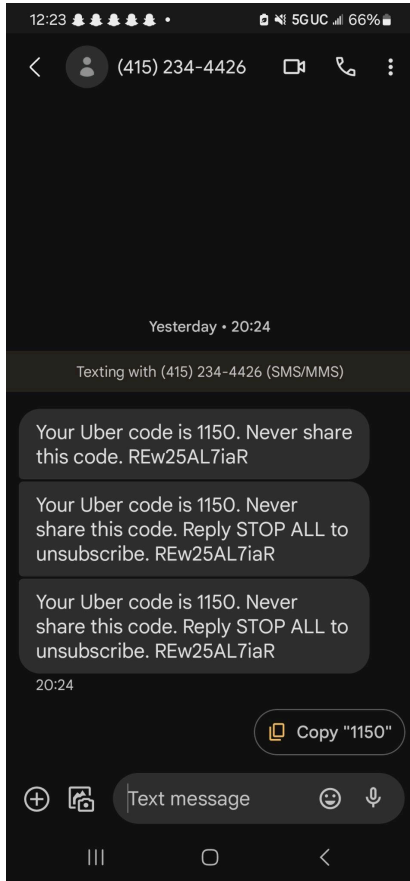 12:23
5GUC 66%
(415) 234-4426
Yesterday • 20:24
Texting with (415) 234-4426 (SMS/MMS)
Your Uber code is 1150. Never share
this code. REw25AL7iaR
Your Uber code is 1150. Never
share this code. Reply STOP ALL to
unsubscribe. REw25AL7iaR
Your Uber code is 1150. Never
share this code. Reply STOP ALL to
unsubscribe. REw25AL7iaR
20:24
Copy "1150"
Text message